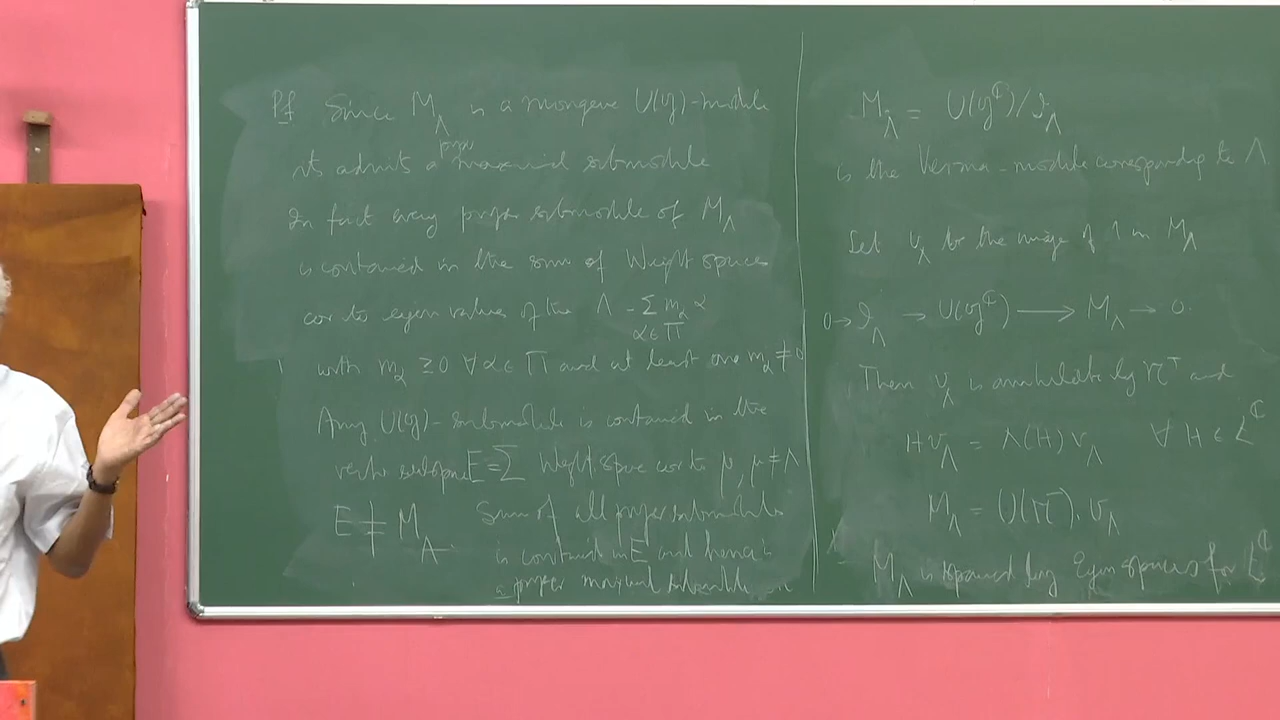 Pf Since M_Λ is a monogene U(g)-module
its admits a proper maximal submodule
In fact every proper submodule of M_Λ
is contained in the sum of Weight spaces
cor to eigen values of the Λ - Σ_{α∈Π} m_α α
with m_α ≥ 0 ∀ α ∈ Π and at least one m_α ≠ 0
Any U(g)-submodule is contained in the
E = Σ Weight space cor to μ, μ ≠ Λ
E ≠ M_Λ
Sum of all proper submodules
is contained in E and hence is
a proper maximal submodule
M_Λ = U(g^ℂ)/𝒥_Λ
is the Verma-module corresponding to Λ
Let v_Λ be the image of 1 in M_Λ
0 → 𝒥_Λ → U(g^ℂ) → M_Λ → 0.
Then v_Λ is annihilated by n^+ and
H v_Λ = Λ(H) v_Λ ∀ H ∈ 𝔱^ℂ
M_Λ = U(n^-). v_Λ
M_Λ is spanned by Eigen spaces for 𝔱^ℂ